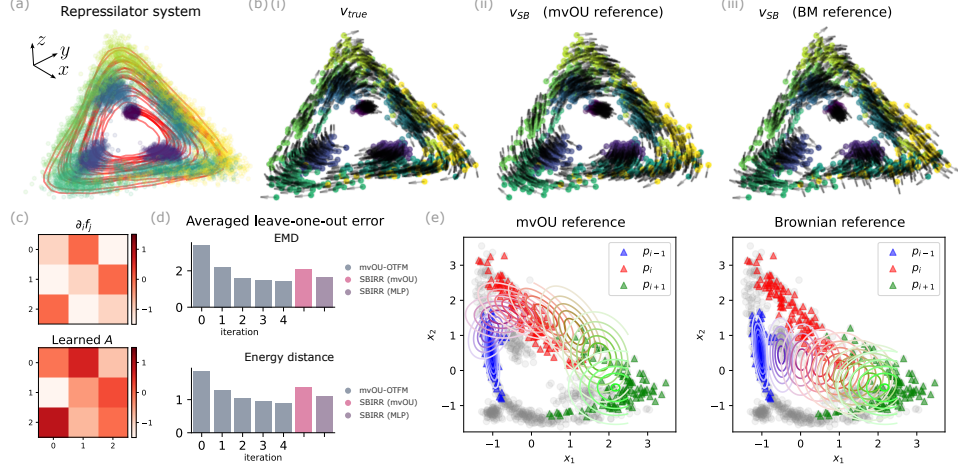 (a)
Repressilator system
z
y
x
(b)(i)
v_true
(ii)
v_SB (mvOU reference)
(iii)
v_SB (BM reference)
(c)
∂_i f_j
0
1
2
1
0
−1
Learned A
0
1
2
0
1
2
1
0
−1
(d)
Averaged leave-one-out error
EMD
2
0
0 1 2 3 4
iteration
mvOU-OTFM
SBIRR (mvOU)
SBIRR (MLP)
Energy distance
1
0
0 1 2 3 4
iteration
mvOU-OTFM
SBIRR (mvOU)
SBIRR (MLP)
(e)
mvOU reference
p_{i−1}
p_i
p_{i+1}
x_2
3
2
1
0
−1
−1 0 1 2 3
x_1
Brownian reference
p_{i−1}
p_i
p_{i+1}
x_2
3
2
1
0
−1
−1 0 1 2 3
x_1